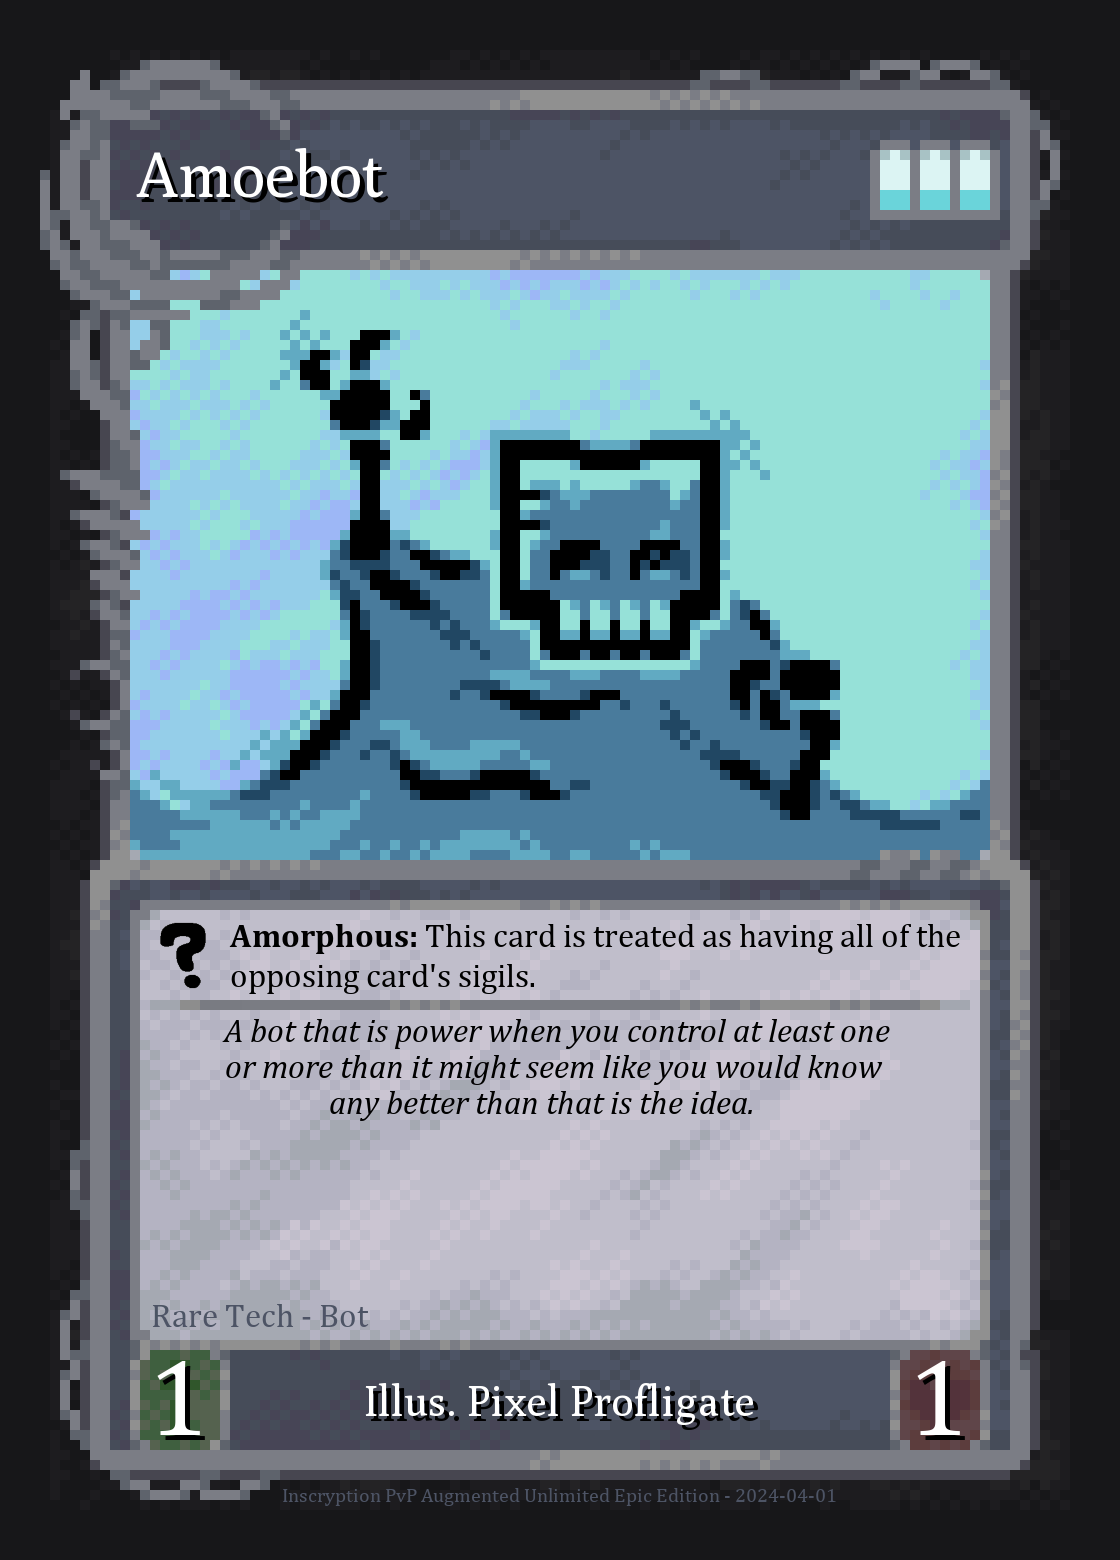 Amoebot
Amorphous: This card is treated as having all of the
opposing card's sigils.
A bot that is power when you control at least one
or more than it might seem like you would know
any better than that is the idea.
Rare Tech - Bot
1
Illus. Pixel Profligate
1
Inscryption PvP Augmented Unlimited Epic Edition - 2024-04-01